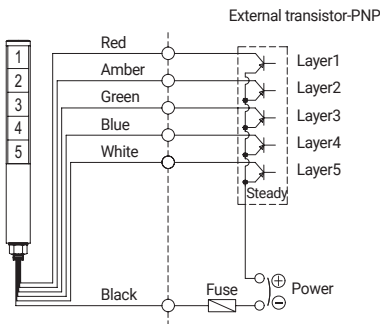 External transistor-PNP
Red
1
Layer1
Amber
2
Layer2
Green
3
Layer3
Blue
4
Layer4
White
5
Layer5
Steady
Black
Fuse
+
Power
-